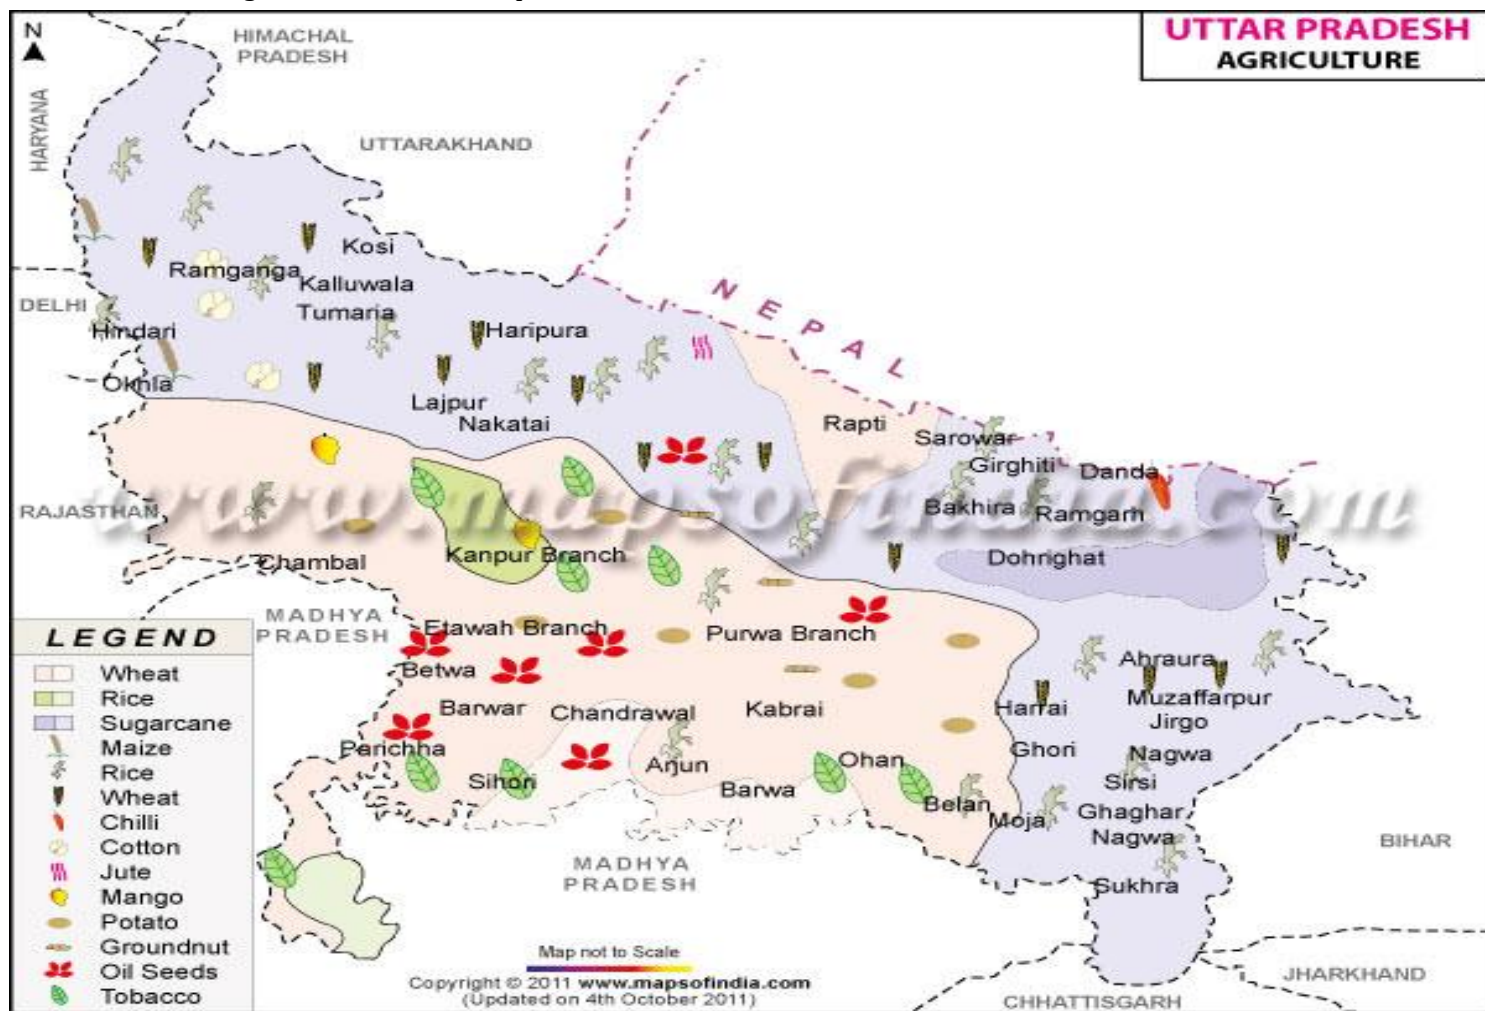 N
UTTAR PRADESH
AGRICULTURE
HIMACHAL
PRADESH
HARYANA
UTTARAKHAND
Kosi
Ramganga
Kalluwala
DELHI
Tumaria
NEPAL
Hindari
Haripura
Okhla
Lajpur
Nakatai
Rapti
Sarowar
Girghiti
Danda
www.mapsofindia.com
RAJASTHAN
Bakhira
Ramgarh
Chambal
Kanpur Branch
Dohrighat
MADHYA
PRADESH
Etawah Branch
Purwa Branch
Betwa
Ahraura
Barwar
Chandrawal
Kabrai
Harrai
Muzaffarpur
Jirgo
Parichha
Ghori
Nagwa
Sihori
Arjun
Ohan
Sirsi
Barwa
Belan
Moja
Ghaghar
Nagwa
BIHAR
MADHYA
PRADESH
Sukhra
JHARKHAND
CHHATTISGARH
LEGEND
Wheat
Rice
Sugarcane
Maize
Rice
Wheat
Chilli
Cotton
Jute
Mango
Potato
Groundnut
Oil Seeds
Tobacco
Map not to Scale
Copyright © 2011 www.mapsofindia.com
(Updated on 4th October 2011)